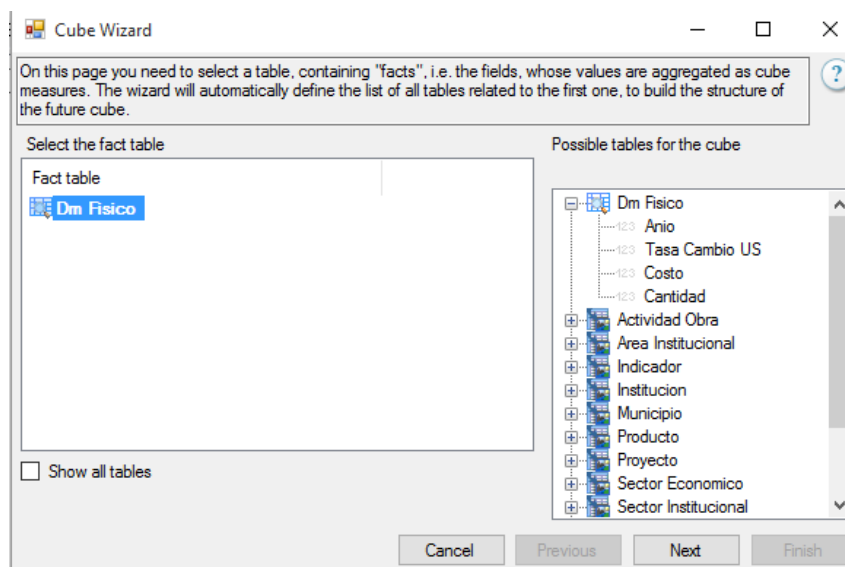 Cube Wizard
On this page you need to select a table, containing "facts", i.e. the fields, whose values are aggregated as cube
measures. The wizard will automatically define the list of all tables related to the first one, to build the structure of
the future cube.
?
Select the fact table
Fact table
Dm Fisico
Show all tables
Possible tables for the cube
Dm Fisico
123 Anio
123 Tasa Cambio US
123 Costo
123 Cantidad
Actividad Obra
Area Institucional
Indicador
Institucion
Municipio
Producto
Proyecto
Sector Economico
Sector Institucional
Cancel Previous Next Finish